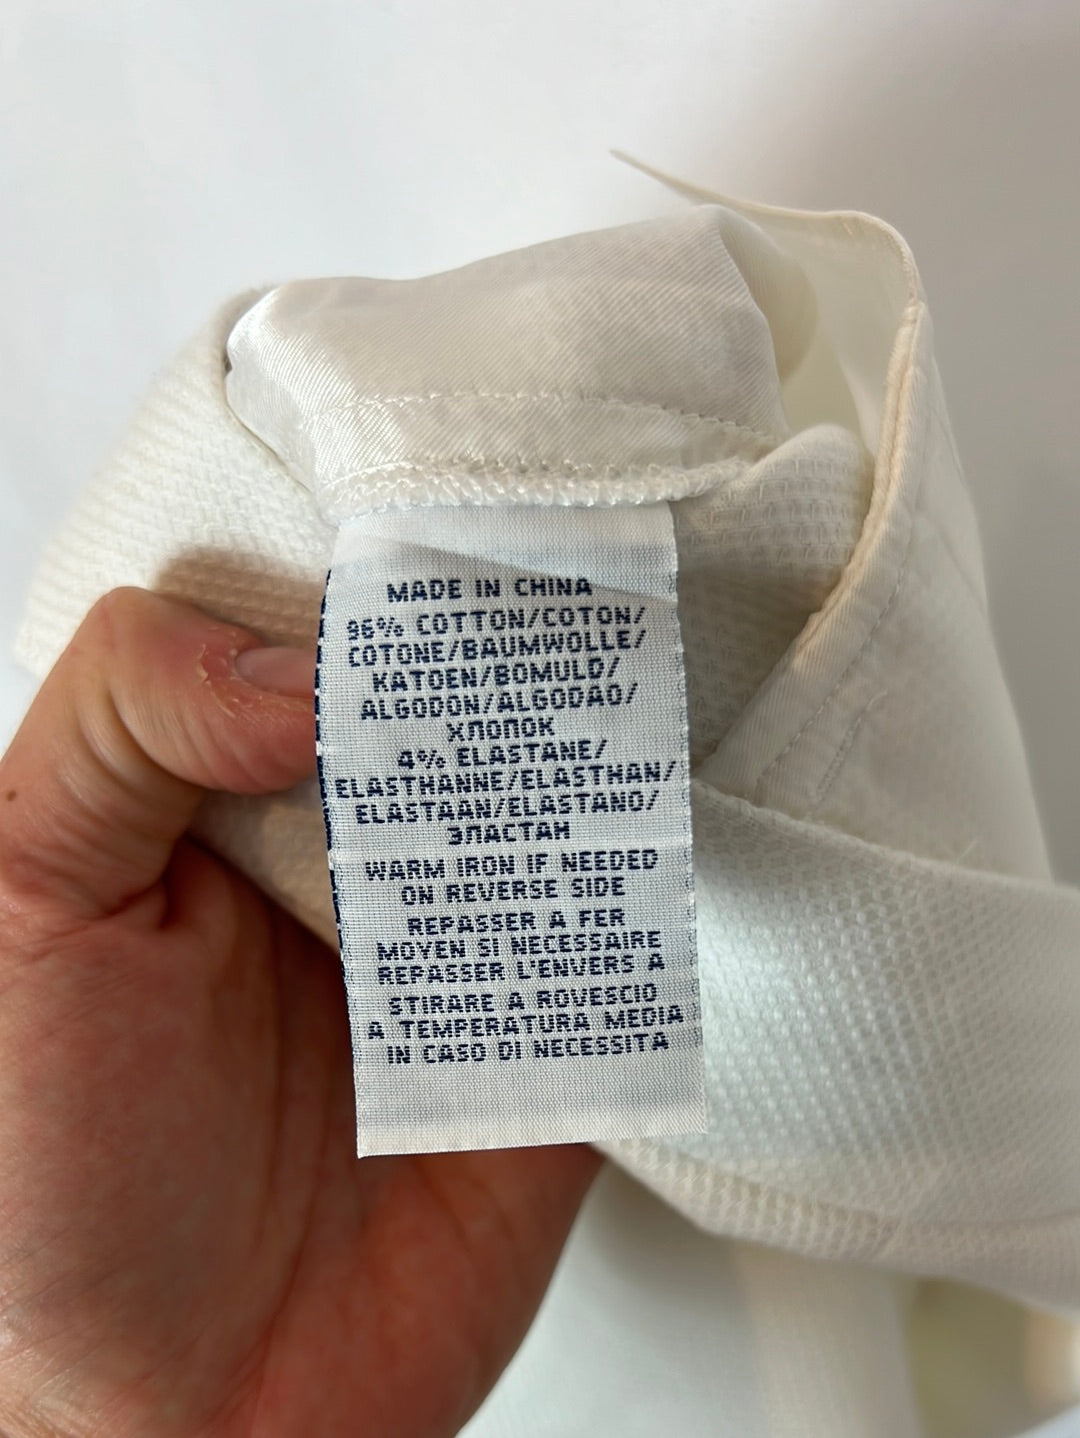 MADE IN CHINA
96% COTTON/COTON/
COTONE/BAUMWOLLE/
KATOEN/BOMULD/
ALGODON/ALGODAO/
ХЛОПОК
4% ELASTANE/
ELASTHANNE/ELASTHAN/
ELASTAAN/ELASTANO/
ЭЛАСТАН
WARM IRON IF NEEDED
ON REVERSE SIDE
REPASSER A FER
MOYEN SI NECESSAIRE
REPASSER L'ENVERS A
STIRARE A ROVESCIO
A TEMPERATURA MEDIA
IN CASO DI NECESSITA